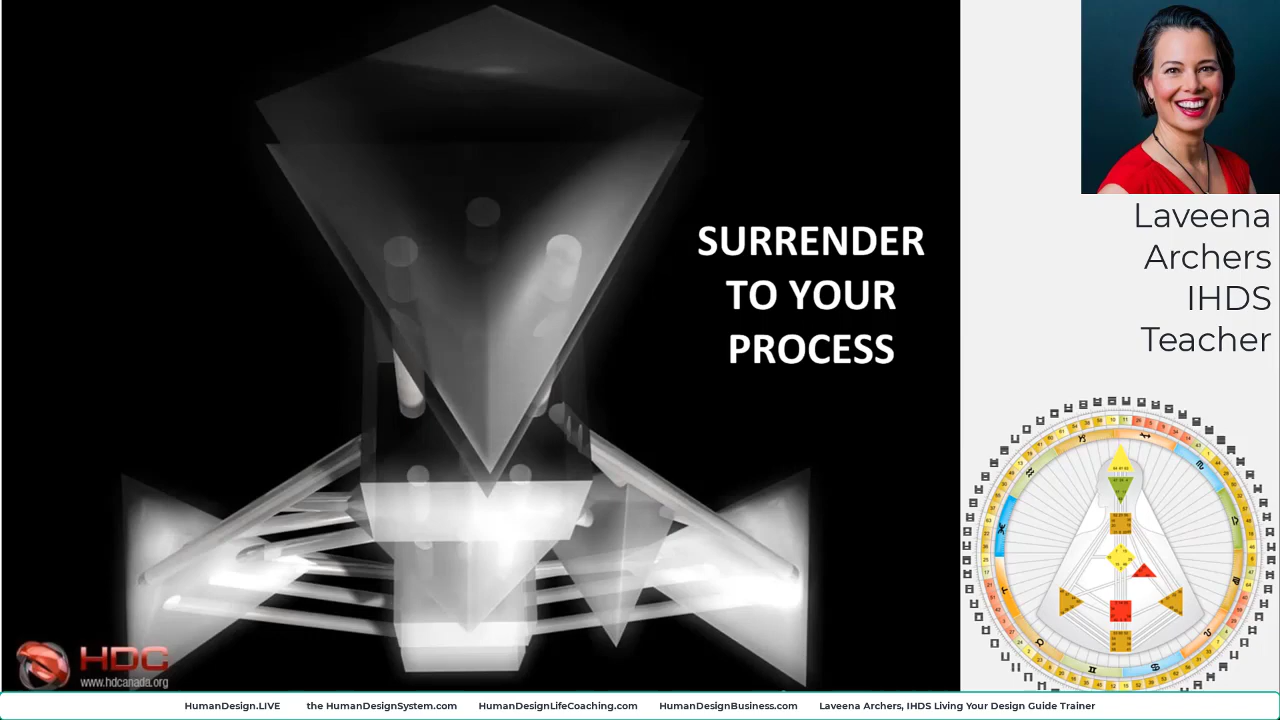 SURRENDER
TO YOUR
PROCESS
Laveena
Archers
IHDS
Teacher
HDC
www.hdcanada.org
HumanDesign.LIVE the HumanDesignSystem.com HumanDesignLifeCoaching.com HumanDesignBusiness.com Laveena Archers, IHDS Living Your Design Guide Trainer